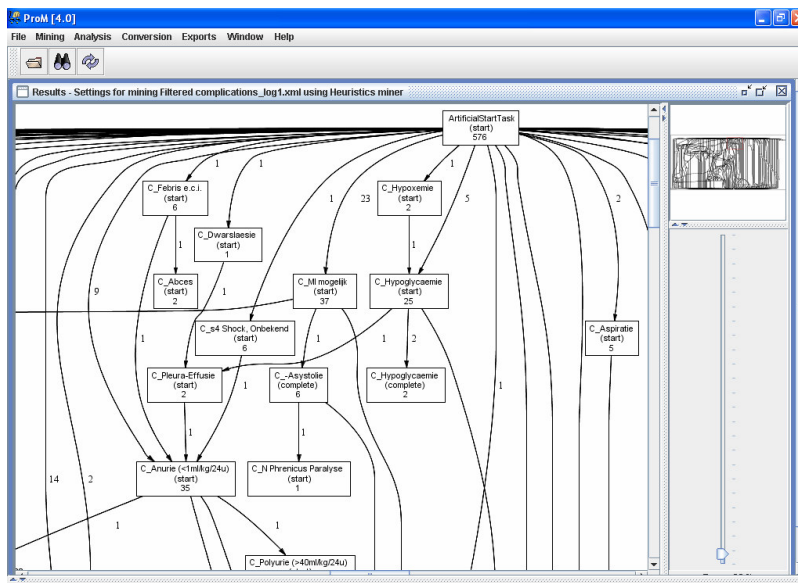 ProM [4.0]
File Mining Analysis Conversion Exports Window Help
Results - Settings for mining Filtered complications_log1.xml using Heuristics miner
ArtificialStartTask
(start)
576
1
1
1
23
1
5
2
C_Febris e.c.i.
(start)
6
C_Hypoxemie
(start)
2
C_Dwarslaesie
(start)
1
1
1
C_Abces
(start)
2
1
C_MI mogelijk
(start)
37
C_Hypoglycaemie
(start)
25
9
C_s4 Shock, Onbekend
(start)
6
C_Aspiratie
(start)
5
1
1
1
2
C_Pleura-Effusie
(start)
2
C_-Asystolie
(complete)
6
C_Hypoglycaemie
(complete)
2
1
1
1
1
C_Anurie (<1ml/kg/24u)
(start)
35
C_N Phrenicus Paralyse
(start)
1
14
2
1
1
C_Polyurie (>40ml/kg/24u)
(start)